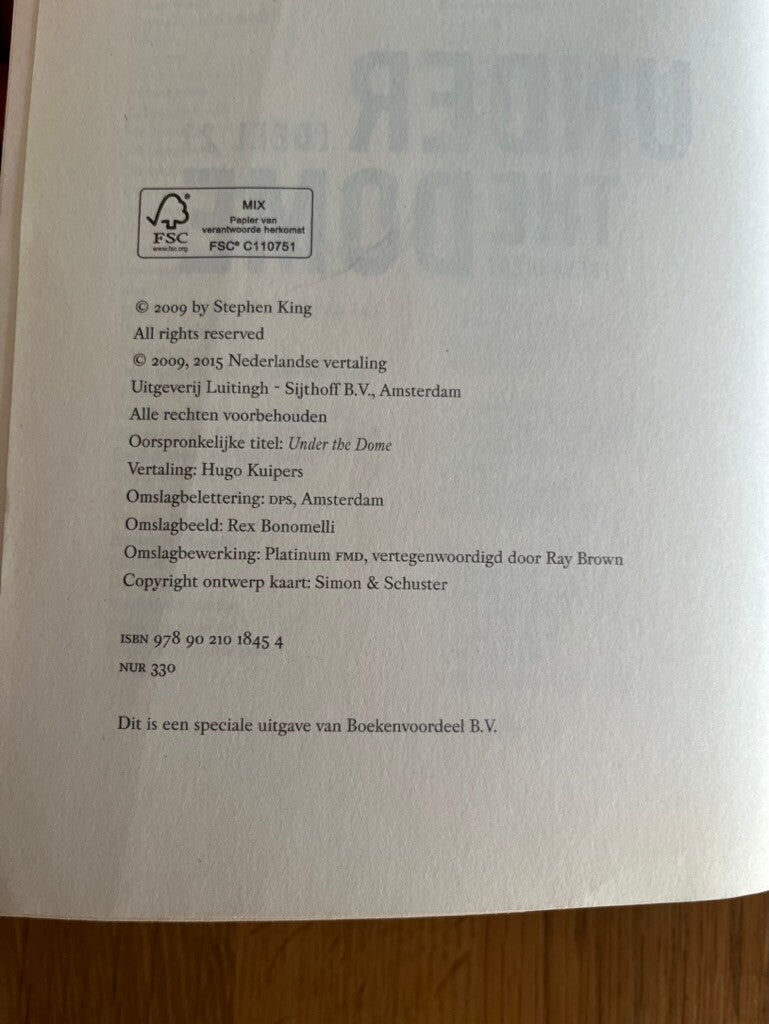 MIX
Papier van
verantwoorde herkomst
FSC® C110751
FSC
www.fsc.org
© 2009 by Stephen King
All rights reserved
© 2009, 2015 Nederlandse vertaling
Uitgeverij Luitingh - Sijthoff B.V., Amsterdam
Alle rechten voorbehouden
Oorspronkelijke titel: Under the Dome
Vertaling: Hugo Kuipers
Omslagbelettering: DPS, Amsterdam
Omslagbeeld: Rex Bonomelli
Omslagbewerking: Platinum FMD, vertegenwoordigd door Ray Brown
Copyright ontwerp kaart: Simon & Schuster
ISBN 978 90 210 1845 4
NUR 330
Dit is een speciale uitgave van Boekenvoordeel B.V.
UNDER
THE DOME